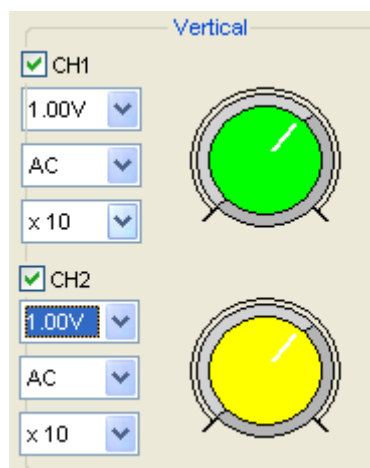 Vertical
CH1
1.00V
AC
x 10
CH2
1.00V
AC
x 10